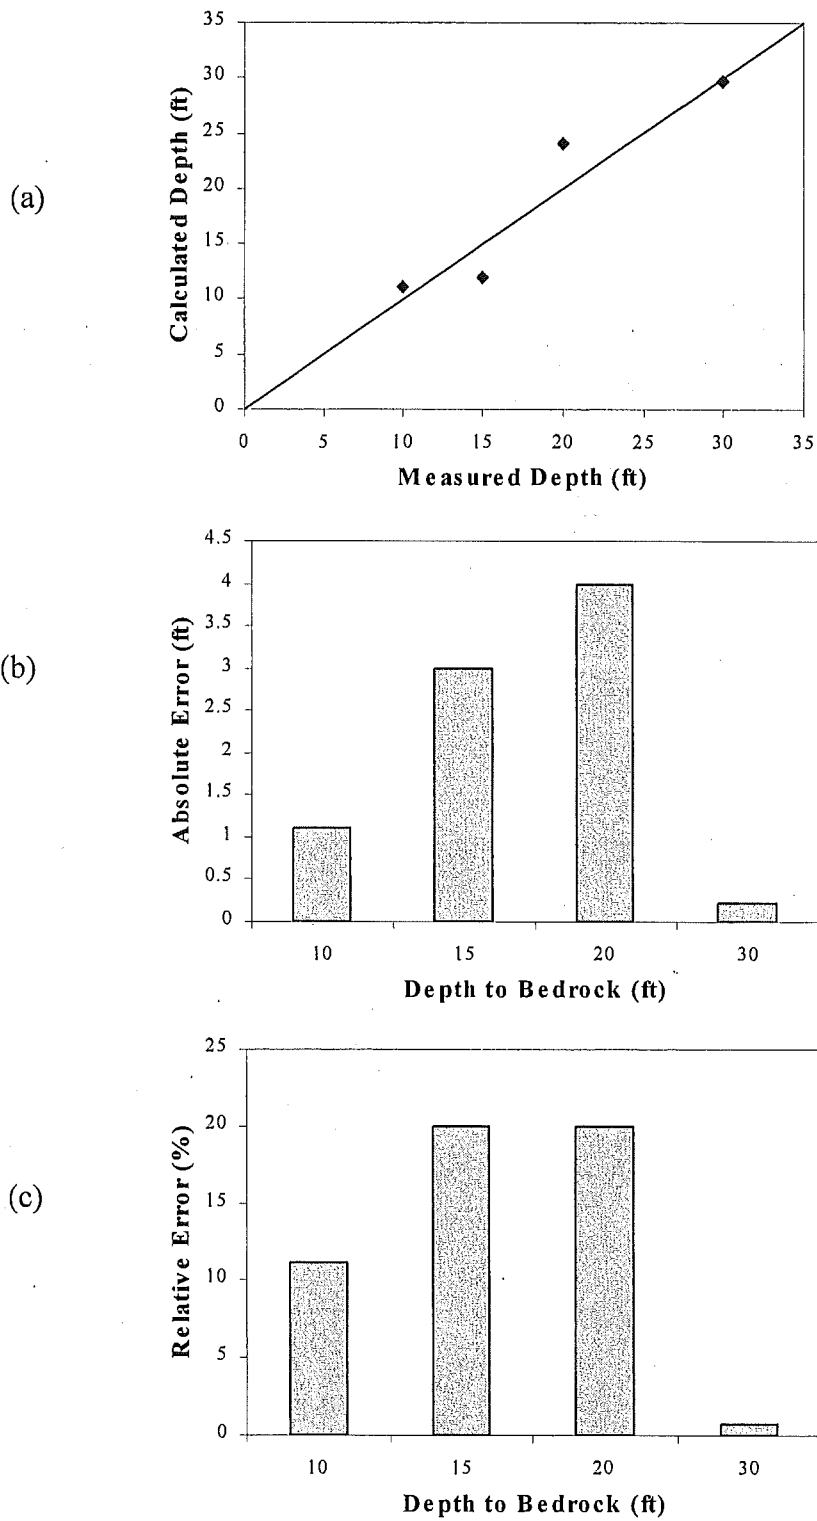 (a)
Calculated Depth (ft)
35
30
25
20
15
10
5
0
0 5 10 15 20 25 30 35
Measured Depth (ft)
(b)
Absolute Error (ft)
4.5
4
3.5
3
2.5
2
1.5
1
0.5
0
10 15 20 30
Depth to Bedrock (ft)
(c)
Relative Error (%)
25
20
15
10
5
0
10 15 20 30
Depth to Bedrock (ft)